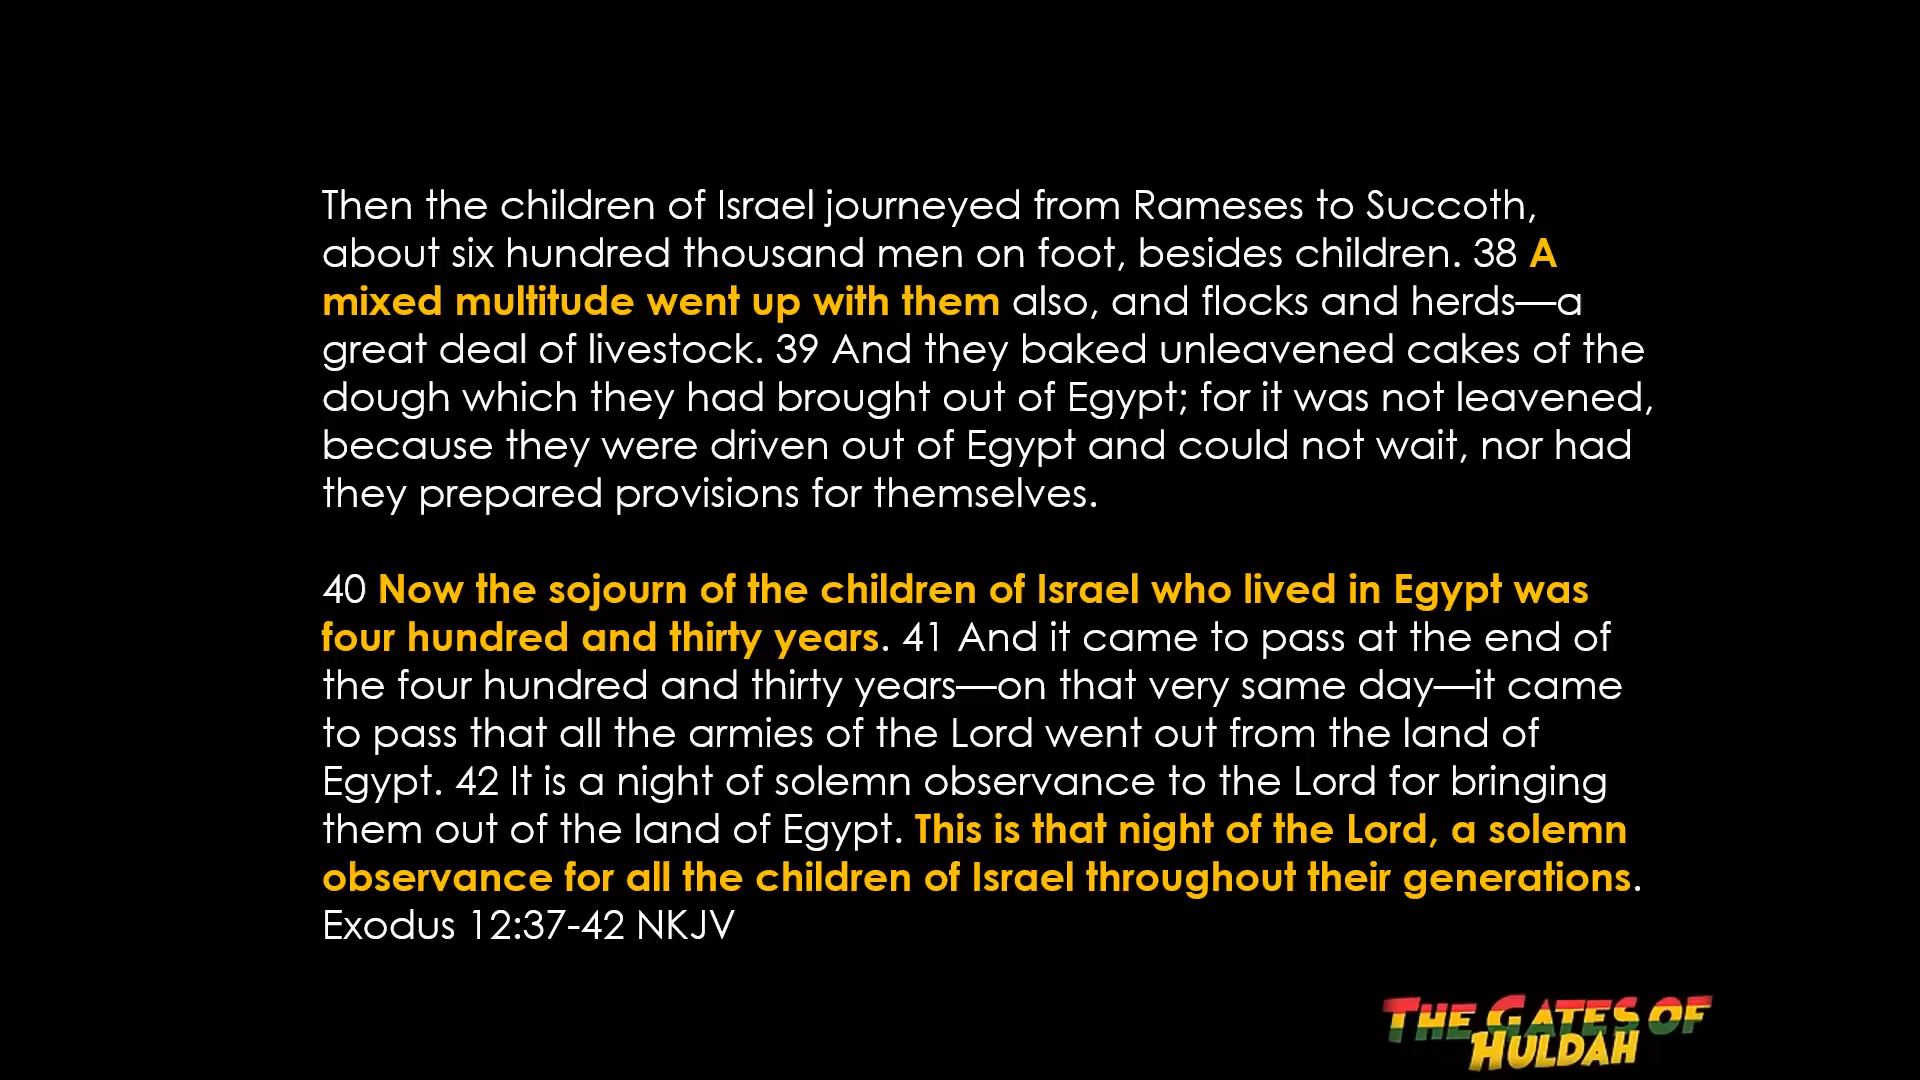 Then the children of Israel journeyed from Rameses to Succoth,
about six hundred thousand men on foot, besides children. 38 A
mixed multitude went up with them also, and flocks and herds—a
great deal of livestock. 39 And they baked unleavened cakes of the
dough which they had brought out of Egypt; for it was not leavened,
because they were driven out of Egypt and could not wait, nor had
they prepared provisions for themselves.
40 Now the sojourn of the children of Israel who lived in Egypt was
four hundred and thirty years. 41 And it came to pass at the end of
the four hundred and thirty years—on that very same day—it came
to pass that all the armies of the Lord went out from the land of
Egypt. 42 It is a night of solemn observance to the Lord for bringing
them out of the land of Egypt. This is that night of the Lord, a solemn
observance for all the children of Israel throughout their generations.
Exodus 12:37-42 NKJV
THE GATES OF
HULDAH